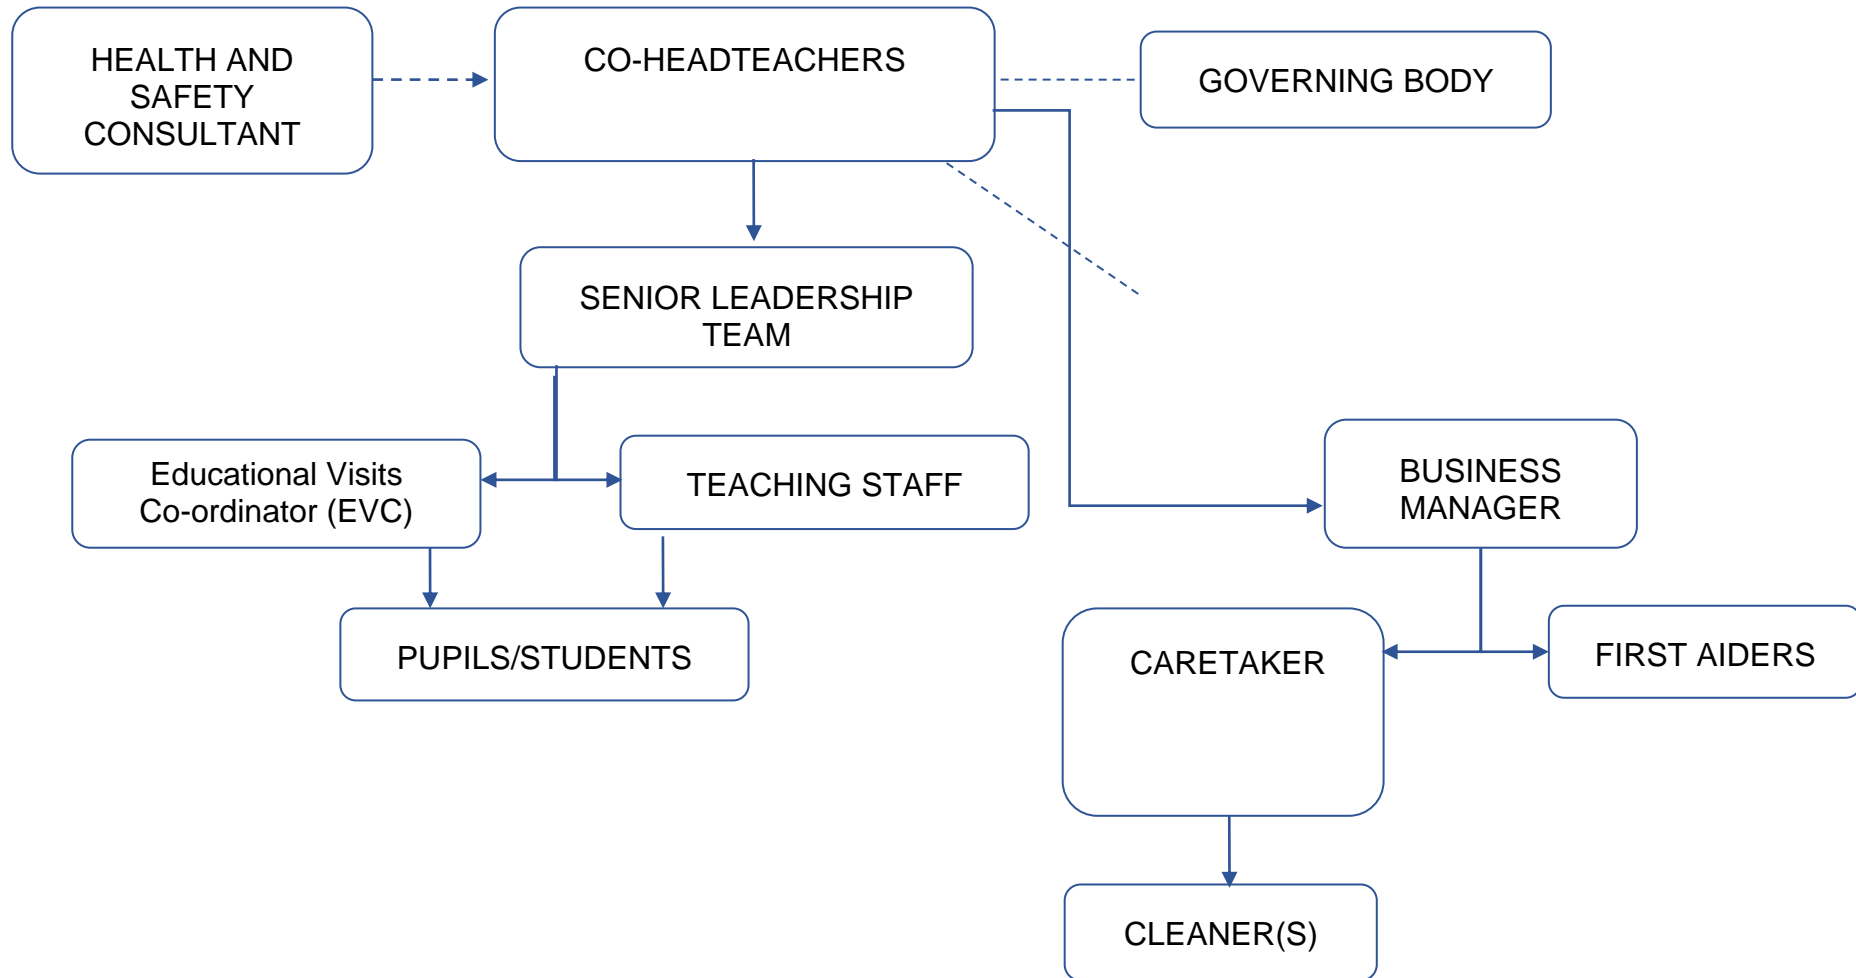 HEALTH AND
SAFETY
CONSULTANT
CO-HEADTEACHERS
GOVERNING BODY
SENIOR LEADERSHIP
TEAM
Educational Visits
Co-ordinator (EVC)
TEACHING STAFF
BUSINESS
MANAGER
PUPILS/STUDENTS
CARETAKER
FIRST AIDERS
CLEANER(S)